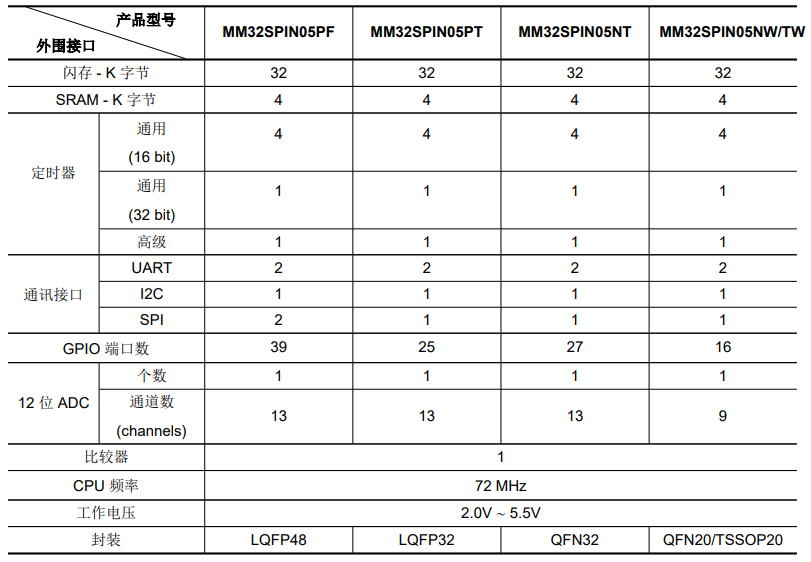 产品型号
外围接口
MM32SPIN05PF MM32SPIN05PT MM32SPIN05NT MM32SPIN05NW/TW
闪存 - K 字节 32 32 32 32
SRAM - K 字节 4 4 4 4
定时器
通用
(16 bit)
4 4 4 4
通用
(32 bit)
1 1 1 1
高级 1 1 1 1
通讯接口
UART 2 2 2 2
I2C 1 1 1 1
SPI 2 1 1 1
GPIO 端口数 39 25 27 16
12 位 ADC
个数 1 1 1 1
通道数
(channels)
13 13 13 9
比较器 1
CPU 频率 72 MHz
工作电压 2.0V ~ 5.5V
封装 LQFP48 LQFP32 QFN32 QFN20/TSSOP20